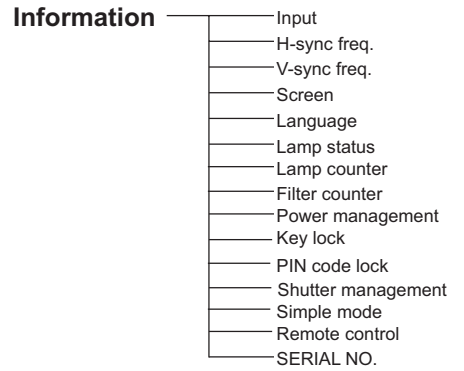 Information
Input
H-sync freq.
V-sync freq.
Screen
Language
Lamp status
Lamp counter
Filter counter
Power management
Key lock
PIN code lock
Shutter management
Simple mode
Remote control
SERIAL NO.